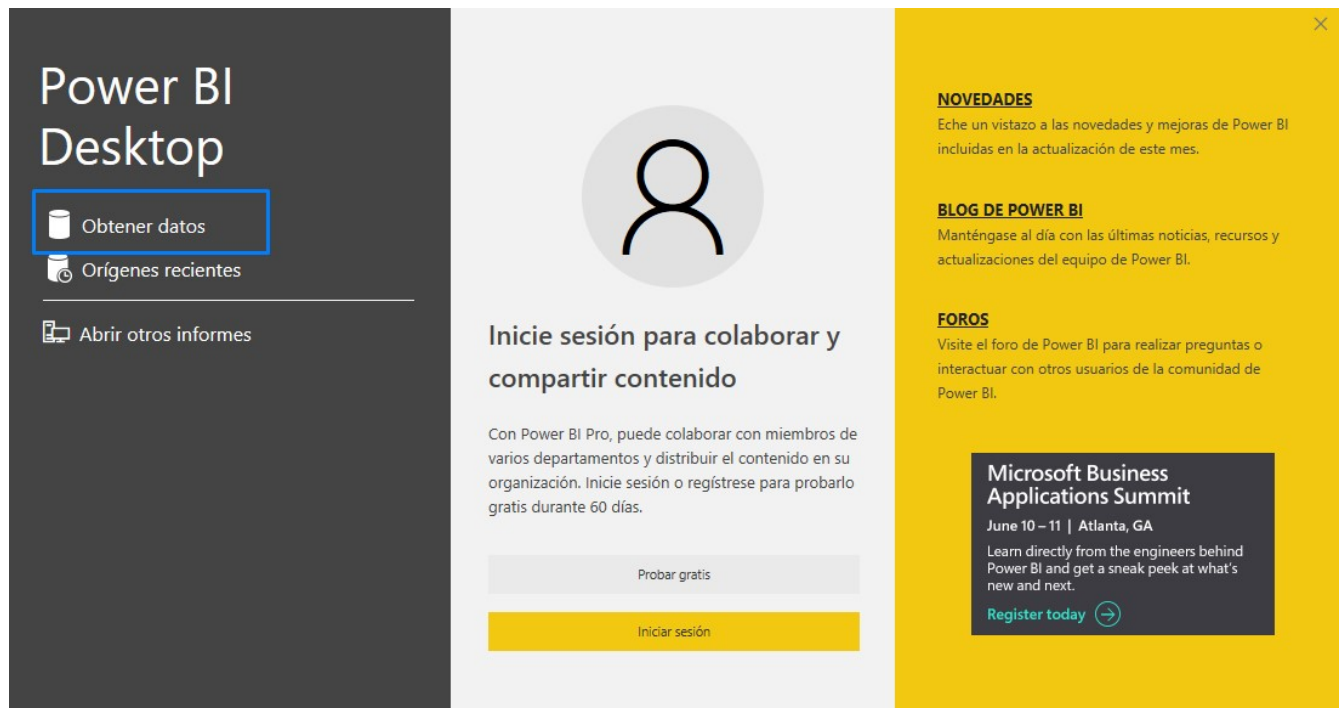 Power BI
Desktop
Obtener datos
Orígenes recientes
Abrir otros informes
Inicie sesión para colaborar y
compartir contenido
Con Power BI Pro, puede colaborar con miembros de
varios departamentos y distribuir el contenido en su
organización. Inicie sesión o regístrese para probarlo
gratis durante 60 días.
Probar gratis
Iniciar sesión
NOVEDADES
Eche un vistazo a las novedades y mejoras de Power BI
incluidas en la actualización de este mes.
BLOG DE POWER BI
Manténgase al día con las últimas noticias, recursos y
actualizaciones del equipo de Power BI.
FOROS
Visite el foro de Power BI para realizar preguntas o
interactuar con otros usuarios de la comunidad de
Power BI.
Microsoft Business
Applications Summit
June 10 – 11 | Atlanta, GA
Learn directly from the engineers behind
Power BI and get a sneak peek at what's
new and next.
Register today